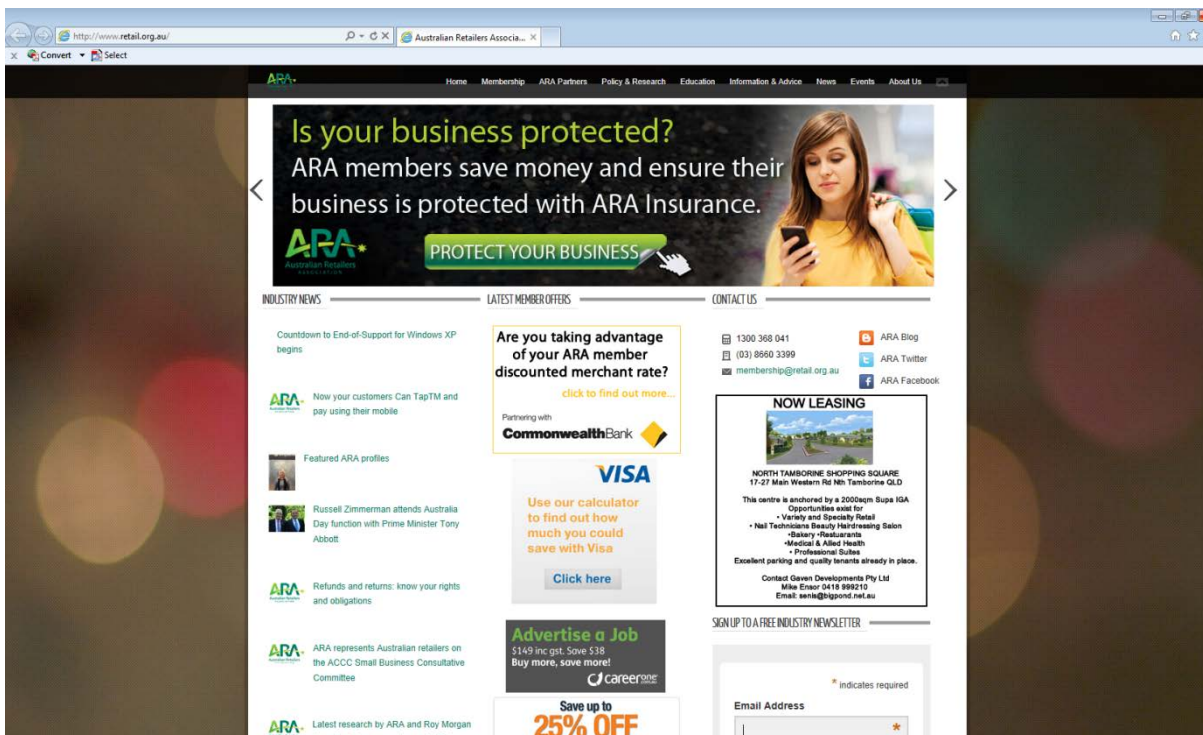 http://www.retail.org.au/
Australian Retailers Associa...
x Convert Select
ARA
Home Membership ARA Partners Policy & Research Education Information & Advice News Events About Us
Is your business protected?
ARA members save money and ensure their
business is protected with ARA Insurance.
ARA
Australian Retailers
ASSOCIATION
PROTECT YOUR BUSINESS
INDUSTRY NEWS
Countdown to End-of-Support for Windows XP
begins
ARA
Now your customers Can TapTM and
pay using their mobile
Featured ARA profiles
Russell Zimmerman attends Australia
Day function with Prime Minister Tony
Abbott
ARA
Refunds and returns: know your rights
and obligations
ARA
ARA represents Australian retailers on
the ACCC Small Business Consultative
Committee
ARA
Latest research by ARA and Roy Morgan
LATEST MEMBER OFFERS
Are you taking advantage
of your ARA member
discounted merchant rate?
click to find out more...
Partnering with
CommonwealthBank
VISA
Use our calculator
to find out how
much you could
save with Visa
Click here
Advertise a Job
$149 inc gst. Save $38
Buy more, save more!
careerone
Save up to
25% OFF
CONTACT US
1300 368 041
(03) 8660 3399
membership@retail.org.au
ARA Blog
ARA Twitter
ARA Facebook
NOW LEASING
NORTH TAMBORINE SHOPPING SQUARE
17-27 Main Western Rd Nth Tamborine QLD
This centre is anchored by a 2000sqm Supa IGA
Opportunities exist for
• Variety and Specialty Retail
• Nail Technicians Beauty Hairdressing Salon
•Bakery •Restuarants
•Medical & Allied Health
• Professional Suites
Excellent parking and quality tenants already in place.
Contact Gaven Developments Pty Ltd
Mike Ensor 0418 999210
Email: senis@bigpond.net.au
SIGN UP TO A FREE INDUSTRY NEWSLETTER
* indicates required
Email Address
*